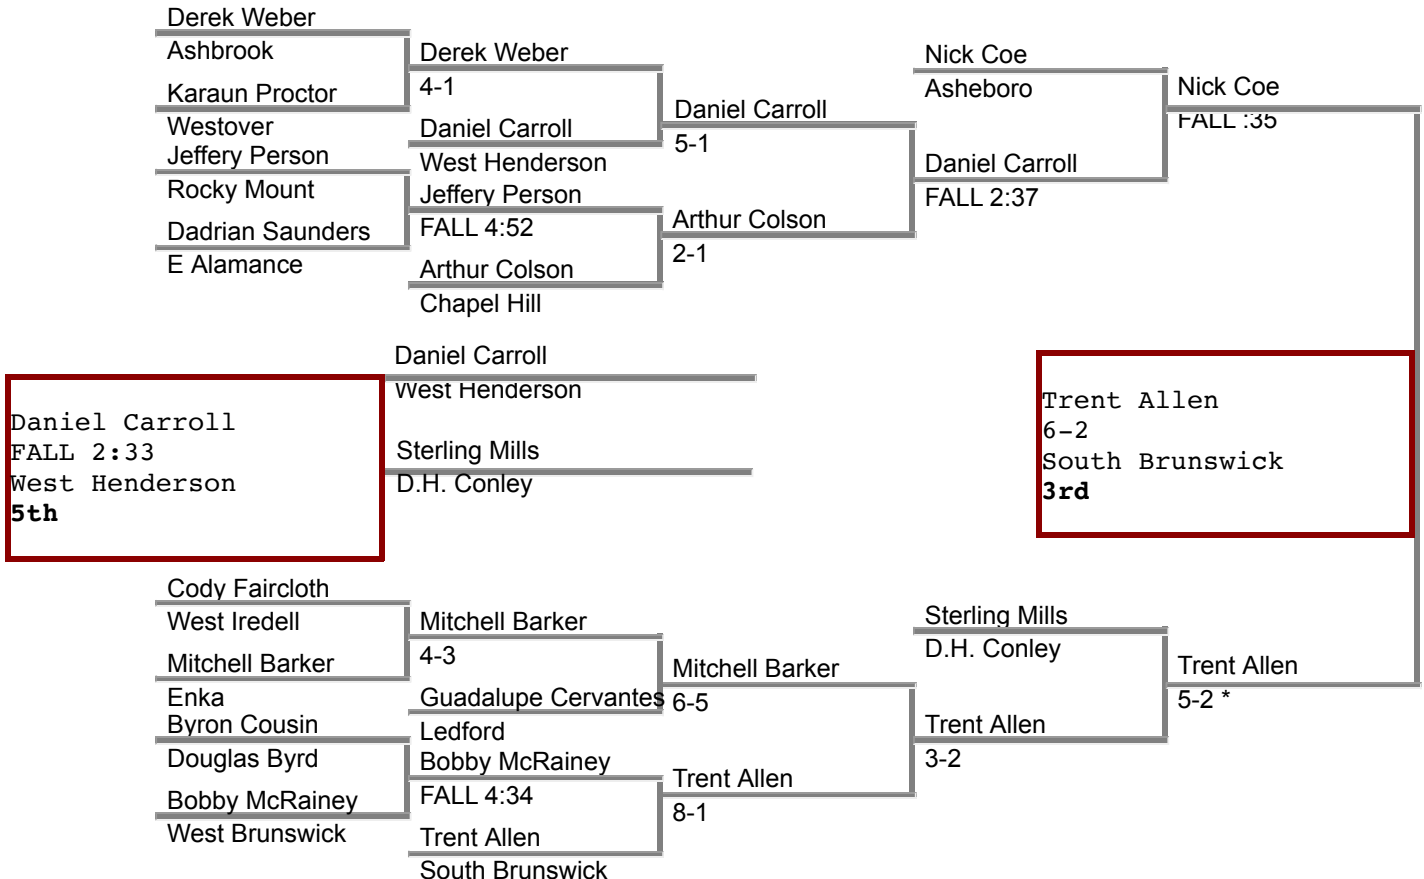 Derek Weber
Ashbrook
Karaun Proctor
Westover
Jeffery Person
Rocky Mount
Dadrian Saunders
E Alamance
Derek Weber
4-1
Daniel Carroll
West Henderson
Jeffery Person
FALL 4:52
Arthur Colson
Chapel Hill
Daniel Carroll
5-1
Arthur Colson
2-1
Nick Coe
Asheboro
Daniel Carroll
FALL 2:37
Nick Coe
FALL :35
Daniel Carroll
West Henderson
Sterling Mills
D.H. Conley
Daniel Carroll
FALL 2:33
West Henderson
5th
Trent Allen
6-2
South Brunswick
3rd
Cody Faircloth
West Iredell
Mitchell Barker
Enka
Byron Cousin
Douglas Byrd
Bobby McRainey
West Brunswick
Mitchell Barker
4-3
Guadalupe Cervantes
Ledford
Bobby McRainey
FALL 4:34
Trent Allen
South Brunswick
Mitchell Barker
6-5
Trent Allen
8-1
Sterling Mills
D.H. Conley
Trent Allen
3-2
Trent Allen
5-2 *